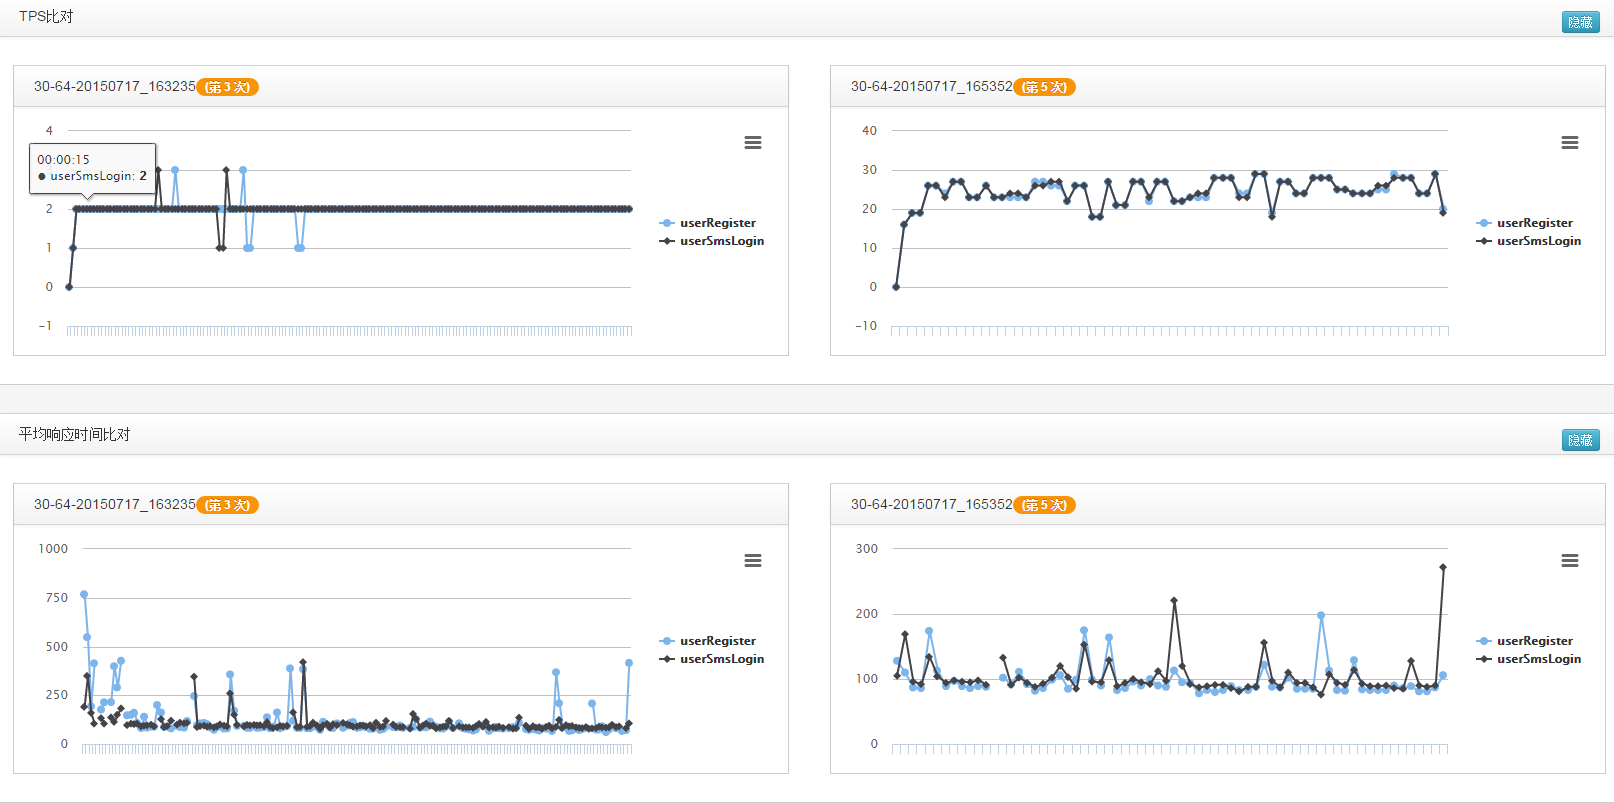 TPS比对
隐藏
30-64-20150717_163235(第 3 次)
4
00:00:15
userSmsLogin: 2
2
1
0
-1
userRegister
userSmsLogin
30-64-20150717_165352(第 5 次)
40
30
20
10
0
-10
userRegister
userSmsLogin
平均响应时间比对
隐藏
30-64-20150717_163235(第 3 次)
1000
750
500
250
0
userRegister
userSmsLogin
30-64-20150717_165352(第 5 次)
300
200
100
0
userRegister
userSmsLogin